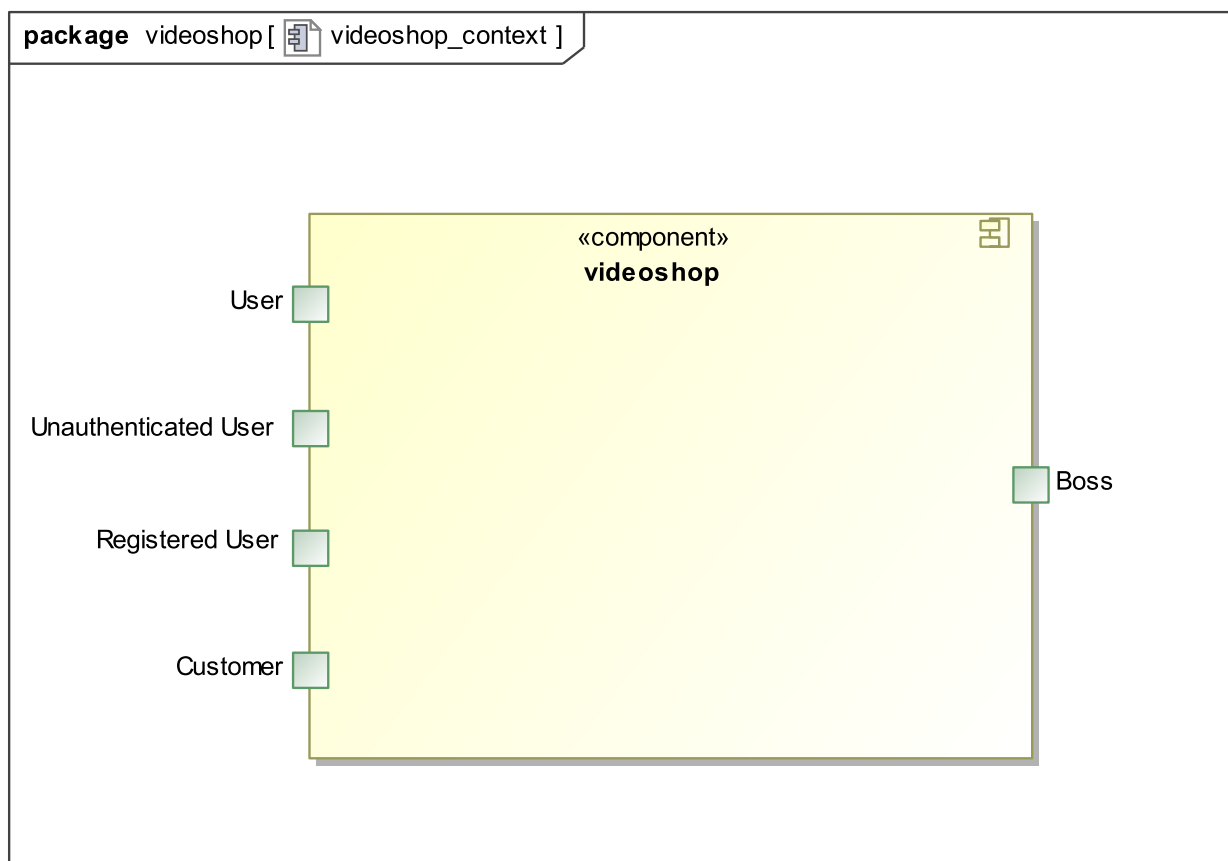 package videoshop [ videoshop_context ]
«component»
videoshop
User
Unauthenticated User
Registered User
Boss
Customer